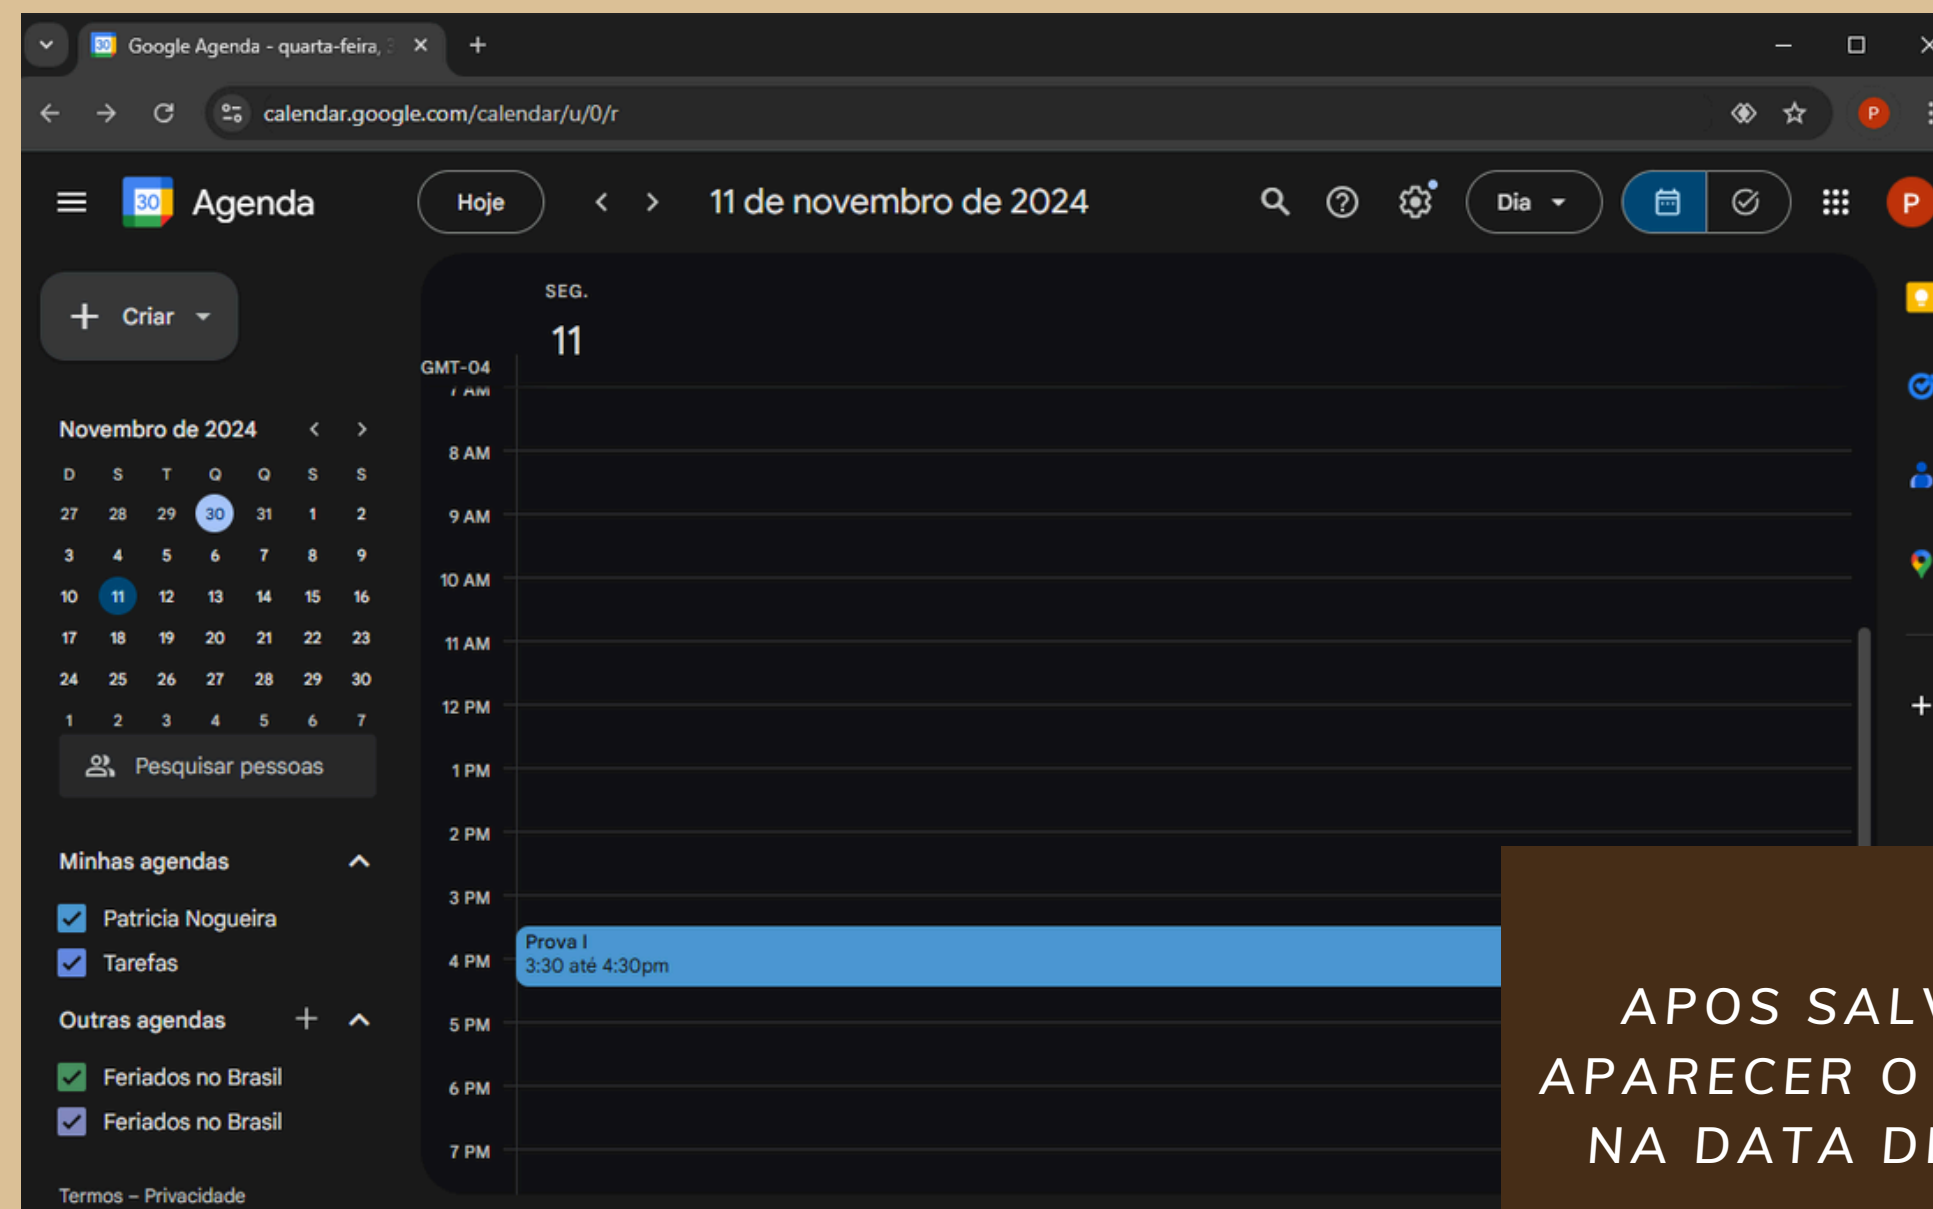 Google Agenda - quarta-feira, 3
calendar.google.com/calendar/u/0/r
P
30 Agenda
Hoje
11 de novembro de 2024
Dia
P
Criar
SEG.
11
GMT-04
7 AM
8 AM
9 AM
10 AM
11 AM
12 PM
1 PM
2 PM
3 PM
4 PM
5 PM
6 PM
7 PM
Prova I
3:30 até 4:30pm
Novembro de 2024
D S T Q Q S S
27 28 29 30 31 1 2
3 4 5 6 7 8 9
10 11 12 13 14 15 16
17 18 19 20 21 22 23
24 25 26 27 28 29 30
1 2 3 4 5 6 7
Pesquisar pessoas
Minhas agendas
Patricia Nogueira
Tarefas
Outras agendas
Feriados no Brasil
Feriados no Brasil
Termos – Privacidade
APOS SALV
APARECER O
NA DATA DE